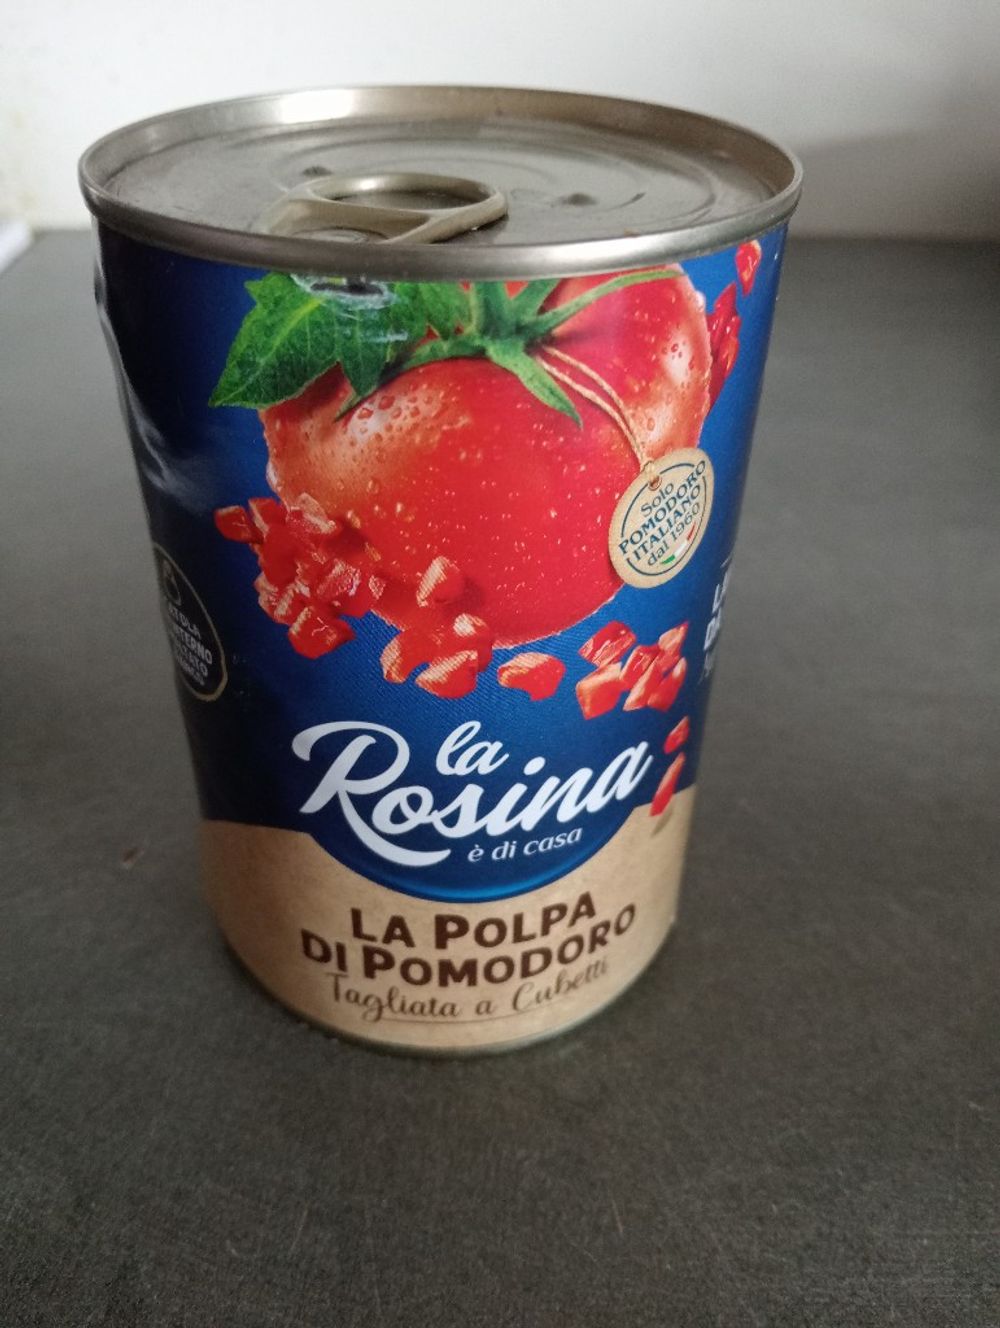 Solo
POMODORO
ITALIANO
dal 1960
la
Rosina
è di casa
LA POLPA
DI POMODORO
Tagliata a Cubetti